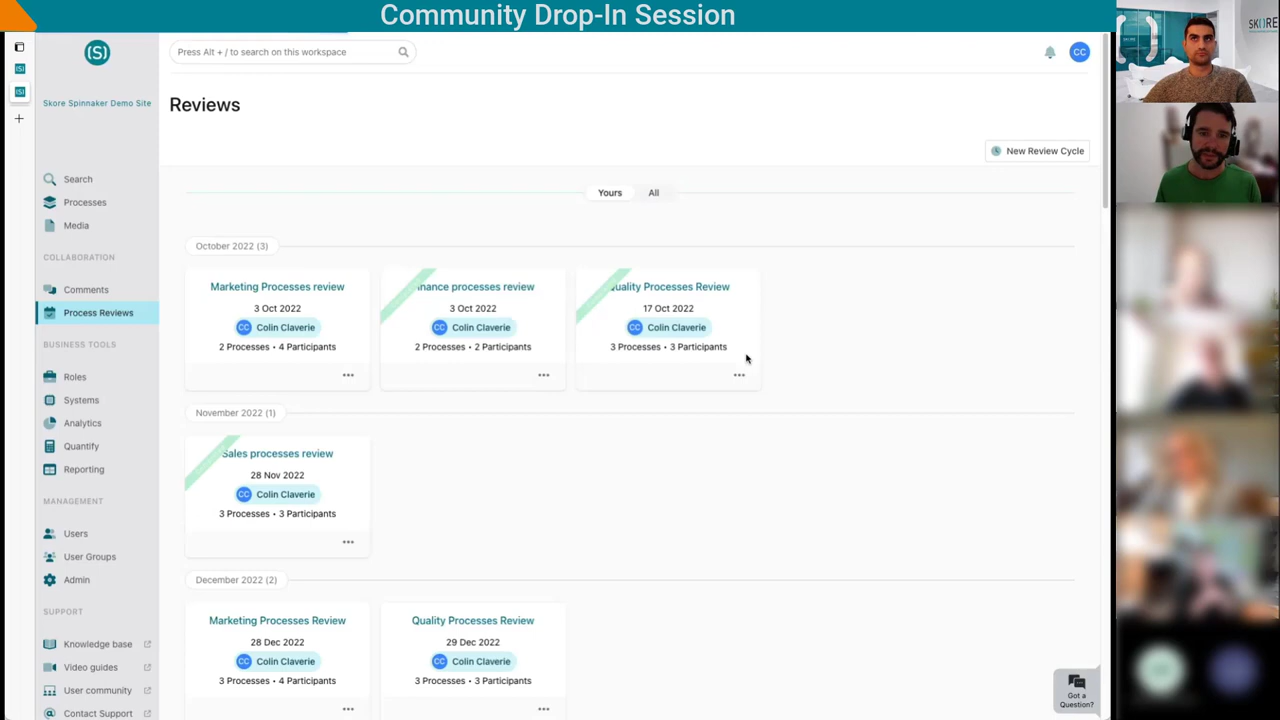 Community Drop-In Session
Press Alt + / to search on this workspace
CC
Skore Spinnaker Demo Site
Search
Processes
Media
COLLABORATION
Comments
Process Reviews
BUSINESS TOOLS
Roles
Systems
Analytics
Quantify
Reporting
MANAGEMENT
Users
User Groups
Admin
SUPPORT
Knowledge base
Video guides
User community
Contact Support
Reviews
New Review Cycle
Yours
All
October 2022 (3)
Marketing Processes review
3 Oct 2022
CC Colin Claverie
2 Processes • 4 Participants
inance processes review
3 Oct 2022
CC Colin Claverie
2 Processes • 2 Participants
uality Processes Review
17 Oct 2022
CC Colin Claverie
3 Processes • 3 Participants
November 2022 (1)
Sales processes review
28 Nov 2022
CC Colin Claverie
3 Processes • 3 Participants
December 2022 (2)
Marketing Processes Review
28 Dec 2022
CC Colin Claverie
3 Processes • 4 Participants
Quality Processes Review
29 Dec 2022
CC Colin Claverie
3 Processes • 3 Participants
Got a
Question?
SKORE